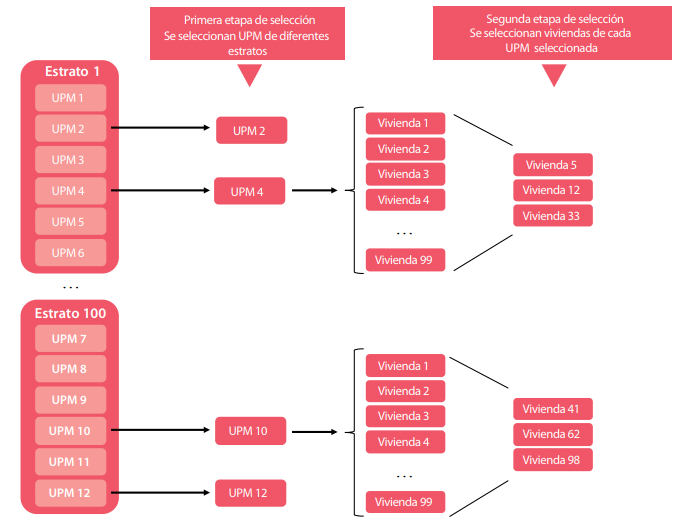 Primera etapa de selección
Se seleccionan UPM de diferentes
estratos
Segunda etapa de selección
Se seleccionan viviendas de cada
UPM seleccionada
Estrato 1
UPM 1
UPM 2
UPM 3
UPM 4
UPM 5
UPM 6
...
UPM 2
UPM 4
Vivienda 1
Vivienda 2
Vivienda 3
Vivienda 4
...
Vivienda 99
Vivienda 5
Vivienda 12
Vivienda 33
Estrato 100
UPM 7
UPM 8
UPM 9
UPM 10
UPM 11
UPM 12
UPM 10
UPM 12
Vivienda 1
Vivienda 2
Vivienda 3
Vivienda 4
...
Vivienda 99
Vivienda 41
Vivienda 62
Vivienda 98